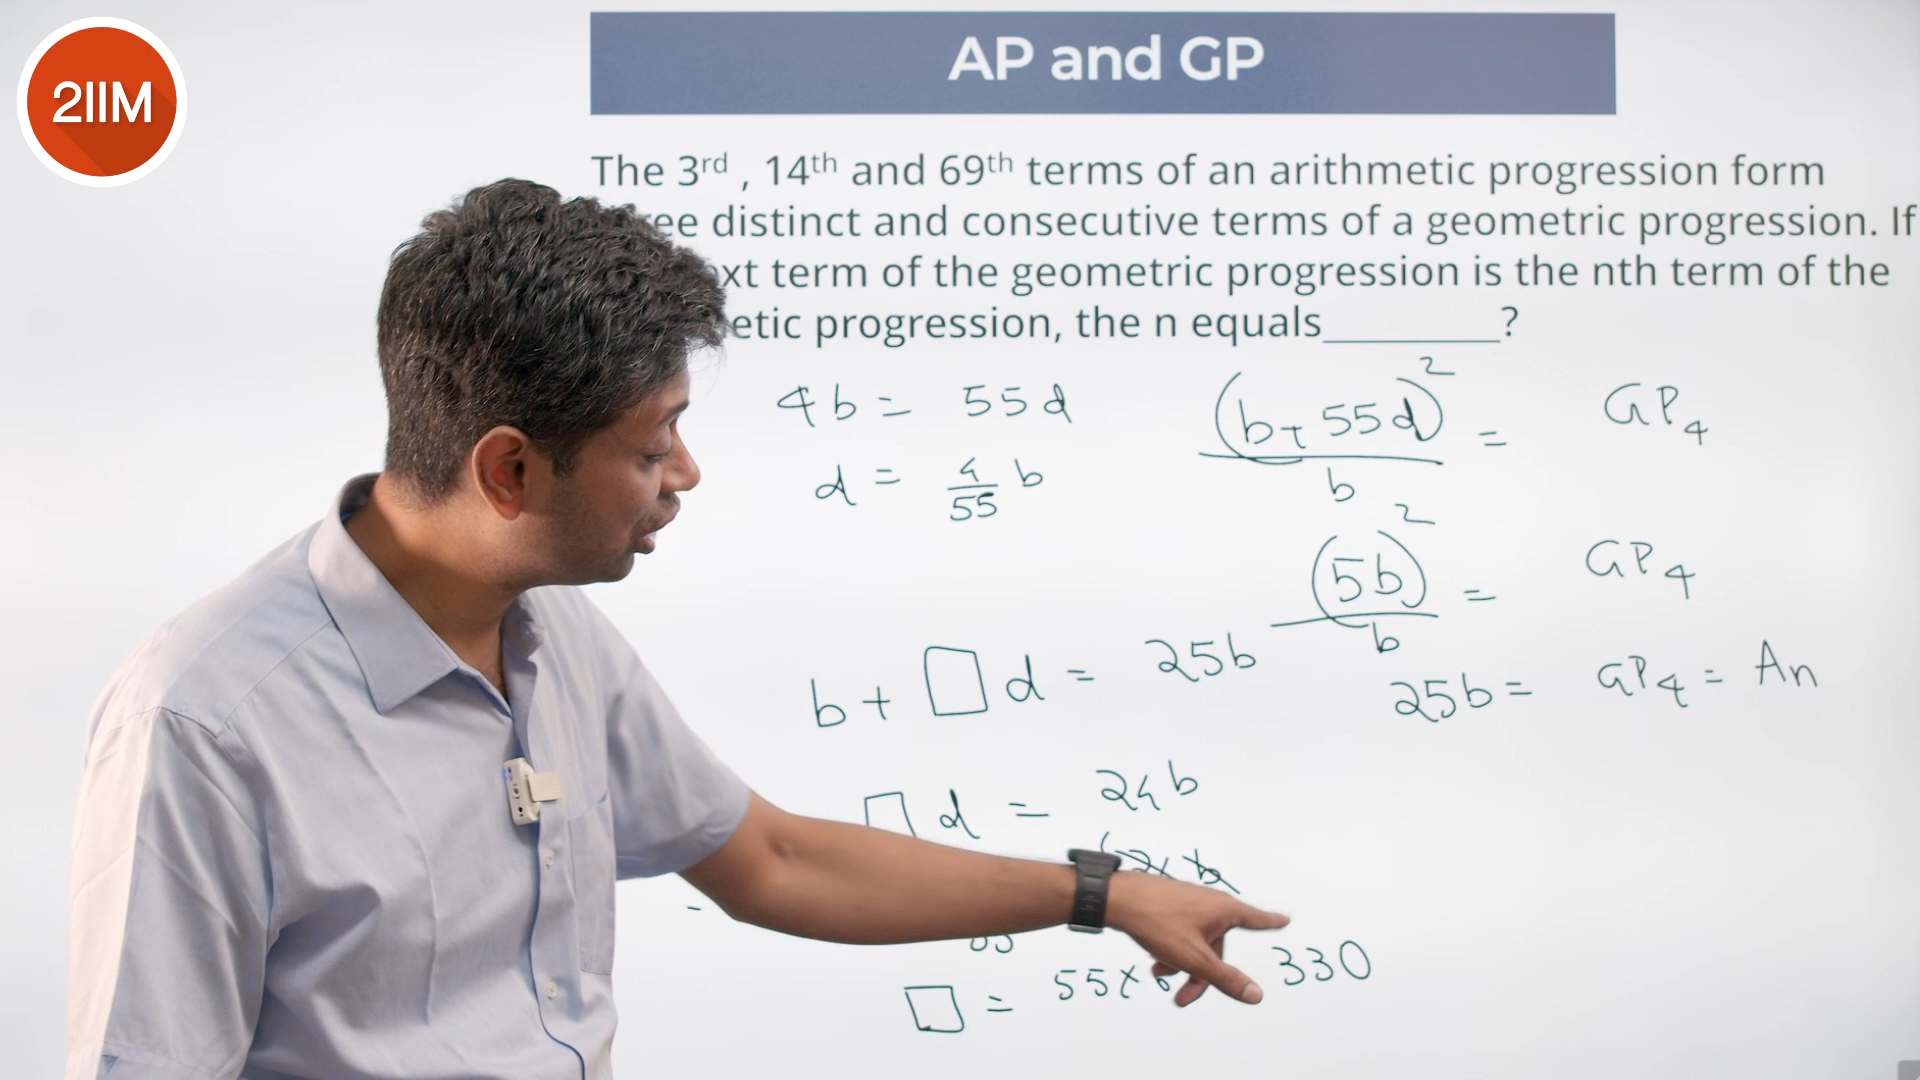 2IIM
AP and GP
The 3rd , 14th and 69th terms of an arithmetic progression form
ee distinct and consecutive terms of a geometric progression. If
xt term of the geometric progression is the nth term of the
etic progression, the n equals________?
4b = 55d
d = 4/55 b
(b+55d)² / b = GP₄
(5b)² / b = GP₄
25b = GP₄ = An
b + □ d = 25b
□ d = 24b
□ = 55 x 330